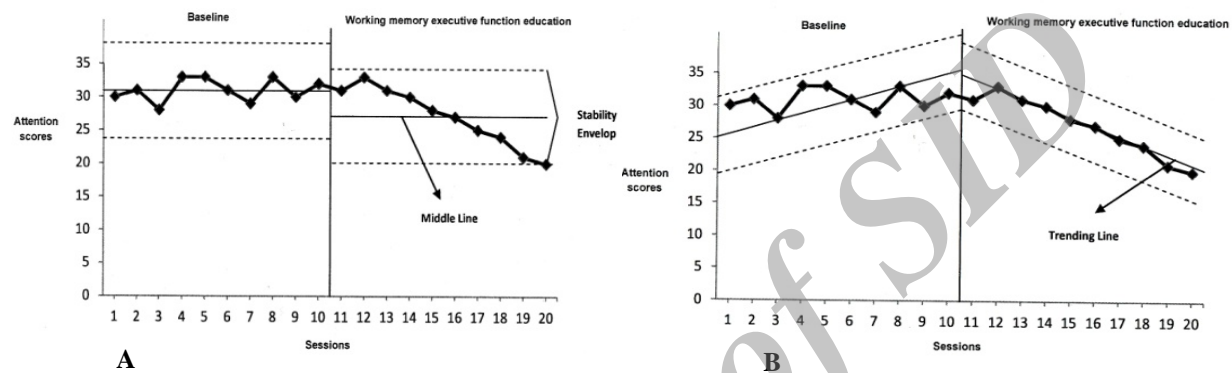 Baseline
Working memory executive function education
35
30
25
20
15
10
5
0
Attention
scores
Stability
Envelop
Middle Line
1 2 3 4 5 6 7 8 9 10 11 12 13 14 15 16 17 18 19 20
Sessions
A
Baseline
Working memory executive function education
35
30
25
20
15
10
5
0
Attention
scores
Trending Line
1 2 3 4 5 6 7 8 9 10 11 12 13 14 15 16 17 18 19 20
Sessions
B
of SID